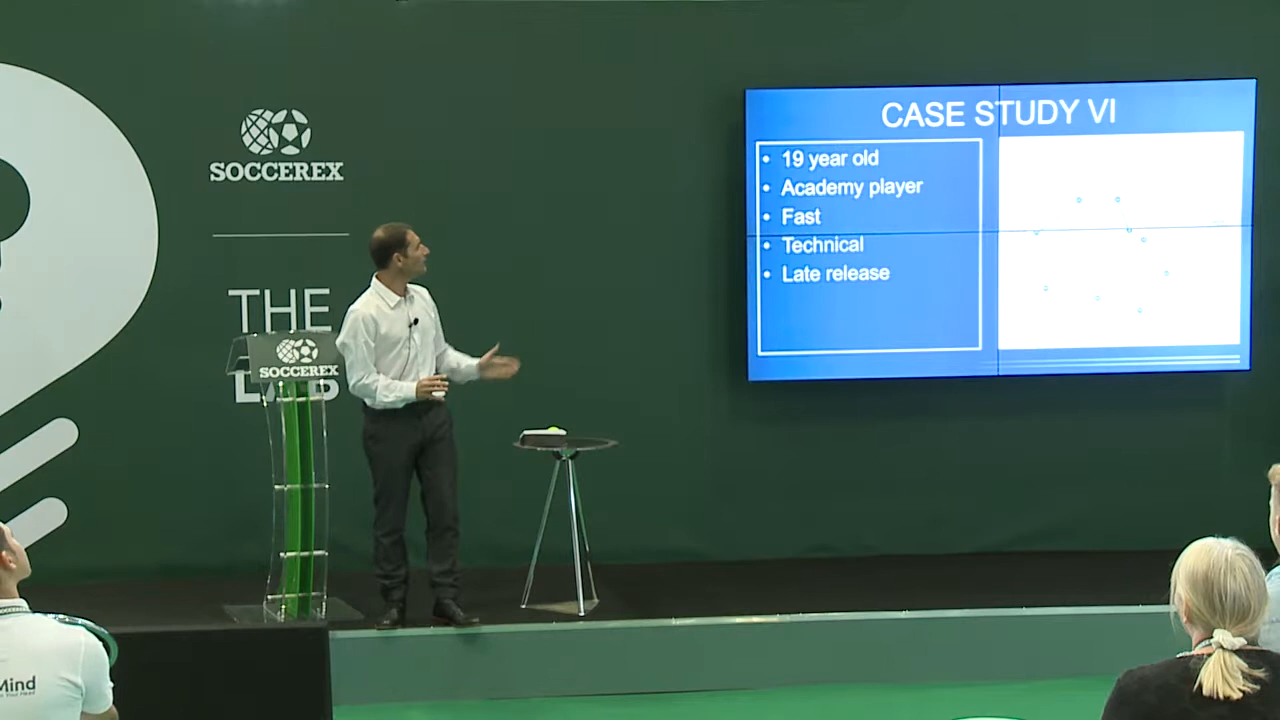 SOCCEREX
THE
LAB
SOCCEREX
CASE STUDY VI
• 19 year old
• Academy player
• Fast
• Technical
• Late release
Mind